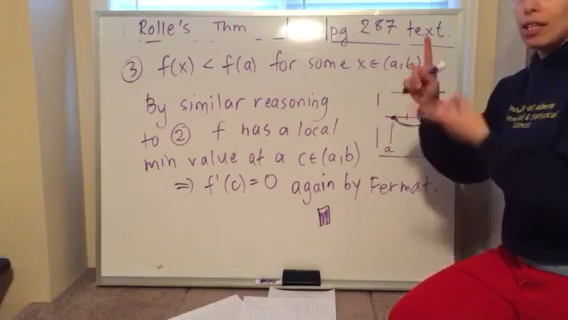 Rolle's Thm pg 287 text.
③ f(x) < f(a) for some x ∈ (a,b)
By similar reasoning
to ② f has a local
min value at a c ∈ (a,b)
⇒ f'(c) = 0 again by Fermat.
a